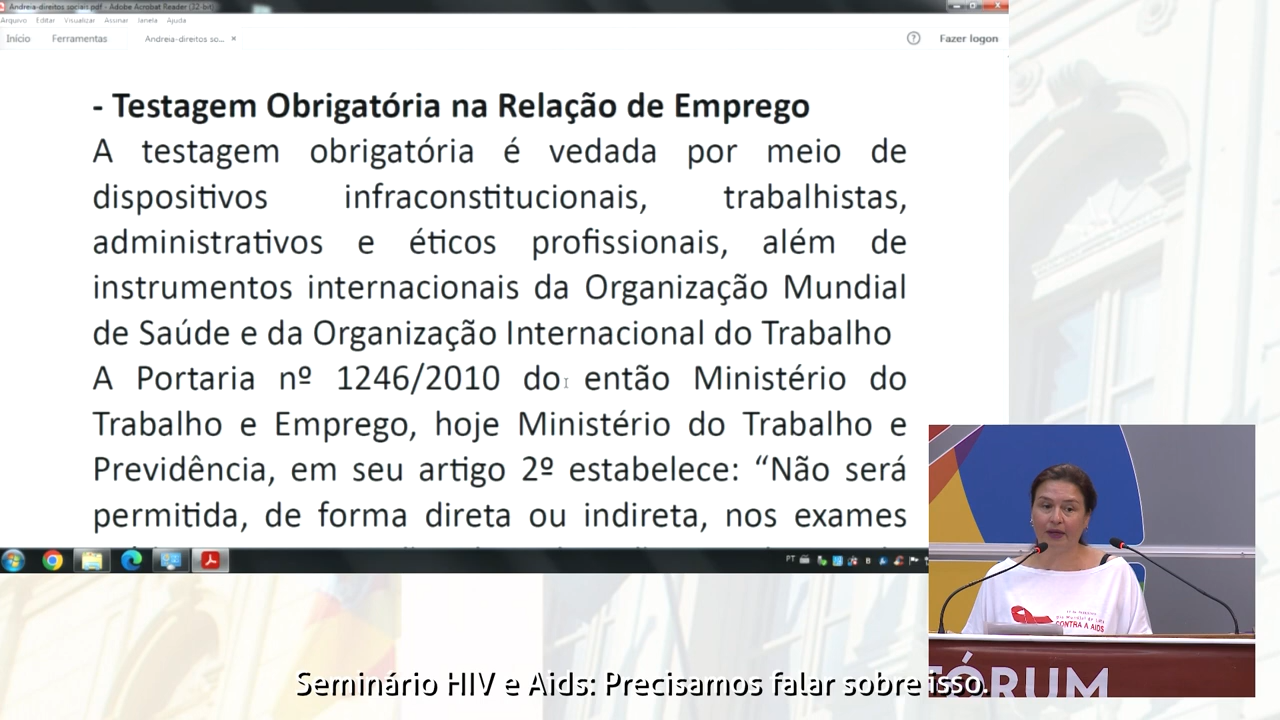 Andreia-direitos sociais.pdf - Adobe Acrobat Reader (32-bit)
Arquivo Editar Visualizar Assinar Janela Ajuda
Início Ferramentas Andreia-direitos so... × ? Fazer logon
- Testagem Obrigatória na Relação de Emprego
A testagem obrigatória é vedada por meio de
dispositivos infraconstitucionais, trabalhistas,
administrativos e éticos profissionais, além de
instrumentos internacionais da Organização Mundial
de Saúde e da Organização Internacional do Trabalho
A Portaria nº 1246/2010 do então Ministério do
Trabalho e Emprego, hoje Ministério do Trabalho e
Previdência, em seu artigo 2º estabelece: “Não será
permitida, de forma direta ou indireta, nos exames
PT
CONTRA A AIDS
FÓRUM
Seminário HIV e Aids: Precisamos falar sobre isso.